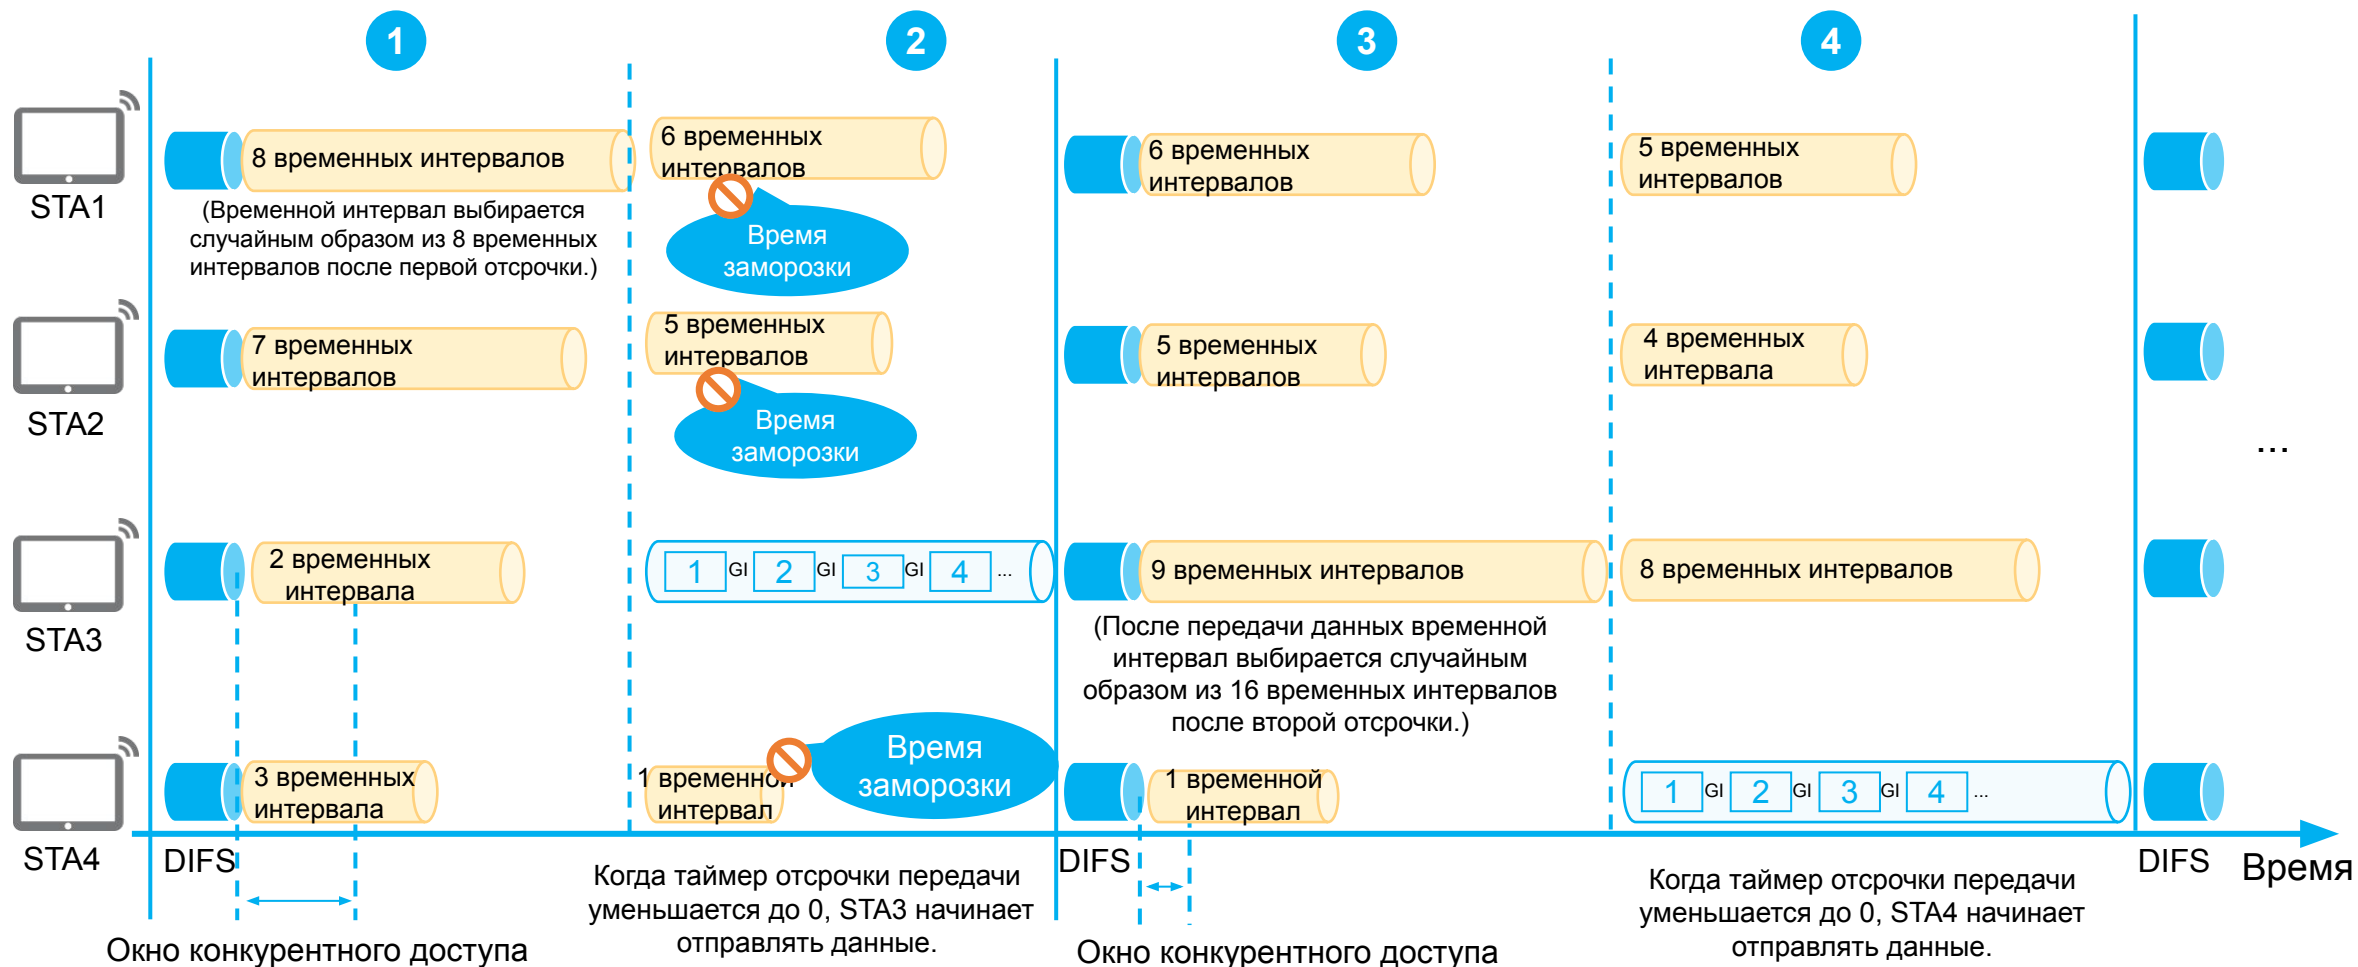 1
2
3
4
STA1
8 временных интервалов
(Временной интервал выбирается
случайным образом из 8 временных
интервалов после первой отсрочки.)
6 временных
интервалов
Время
заморозки
6 временных
интервалов
5 временных
интервалов
STA2
7 временных
интервалов
5 временных
интервалов
Время
заморозки
5 временных
интервалов
4 временных
интервала
...
STA3
2 временных
интервала
1 GI 2 GI 3 GI 4 ...
9 временных интервалов
(После передачи данных временной
интервал выбирается случайным
образом из 16 временных интервалов
после второй отсрочки.)
8 временных интервалов
STA4
3 временных
интервала
1 временной
интервал
Время
заморозки
1 временной
интервал
1 GI 2 GI 3 GI 4 ...
DIFS
DIFS
DIFS
Время
Окно конкурентного доступа
Когда таймер отсрочки передачи
уменьшается до 0, STA3 начинает
отправлять данные.
Окно конкурентного доступа
Когда таймер отсрочки передачи
уменьшается до 0, STA4 начинает
отправлять данные.